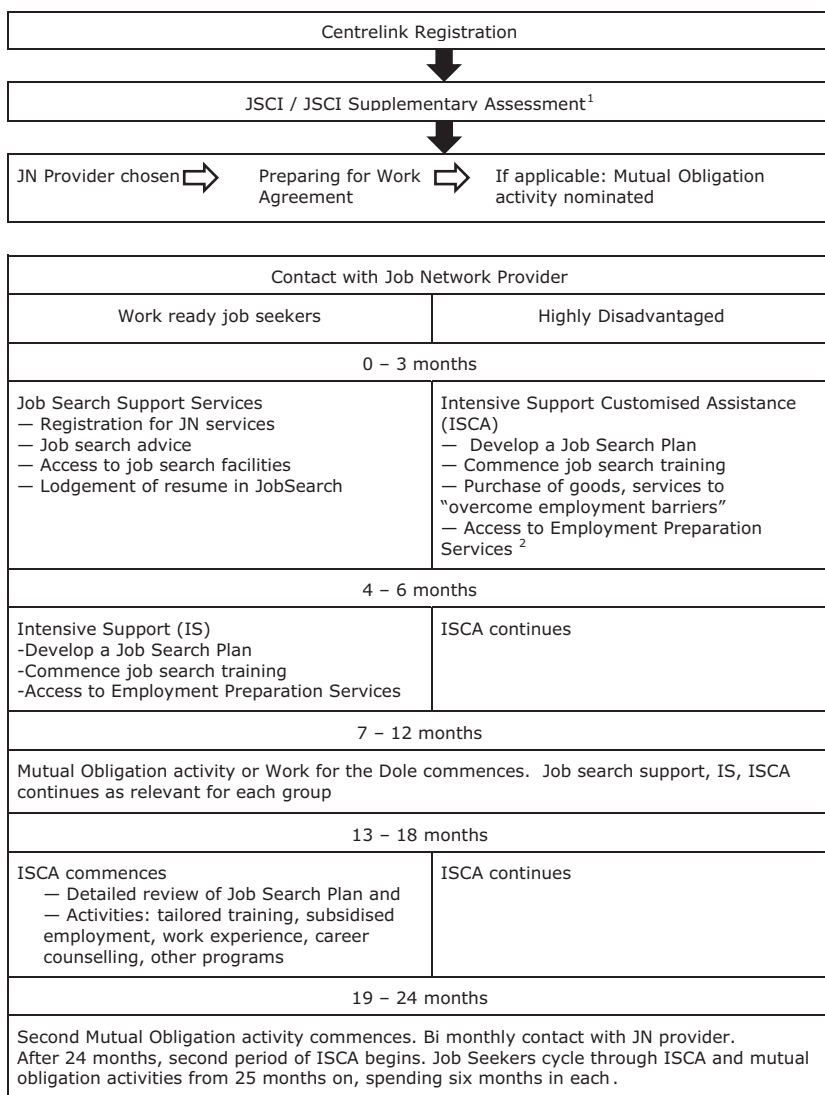 Centrelink Registration
JSCI / JSCI Supplementary Assessment1
JN Provider chosen
Preparing for Work
Agreement
If applicable: Mutual Obligation
activity nominated
Contact with Job Network Provider
Work ready job seekers
Highly Disadvantaged
0 – 3 months
Job Search Support Services
— Registration for JN services
— Job search advice
— Access to job search facilities
— Lodgement of resume in JobSearch
Intensive Support Customised Assistance
(ISCA)
— Develop a Job Search Plan
— Commence job search training
— Purchase of goods, services to
“overcome employment barriers”
— Access to Employment Preparation
Services 2
4 – 6 months
Intensive Support (IS)
-Develop a Job Search Plan
-Commence job search training
-Access to Employment Preparation Services
ISCA continues
7 – 12 months
Mutual Obligation activity or Work for the Dole commences. Job search support, IS, ISCA
continues as relevant for each group
13 – 18 months
ISCA commences
— Detailed review of Job Search Plan and
— Activities: tailored training, subsidised
employment, work experience, career
counselling, other programs
ISCA continues
19 – 24 months
Second Mutual Obligation activity commences. Bi monthly contact with JN provider.
After 24 months, second period of ISCA begins. Job Seekers cycle through ISCA and mutual
obligation activities from 25 months on, spending six months in each.